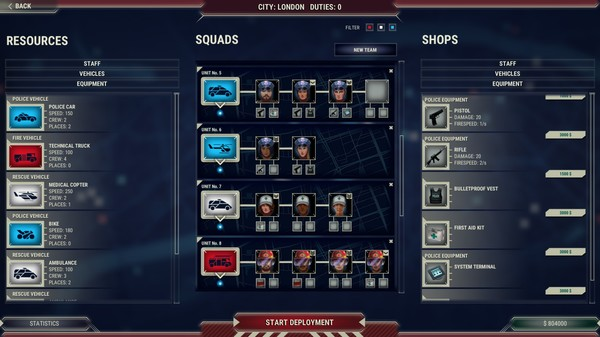 < BACK
CITY: LONDON DUTIES: 0
RESOURCES
STAFF
VEHICLES
EQUIPMENT
POLICE VEHICLE
POLICE CAR
SPEED: 150
CREW: 2
PLACES: 2
FIRE VEHICLE
TECHNICAL TRUCK
SPEED: 100
CREW: 4
PLACES: 0
RESCUE VEHICLE
MEDICAL COPTER
SPEED: 250
CREW: 2
PLACES: 1
POLICE VEHICLE
BIKE
SPEED: 180
CREW: 2
PLACES: 0
RESCUE VEHICLE
AMBULANCE
SPEED: 100
CREW: 3
PLACES: 2
RESCUE VEHICLE
STATISTICS
SQUADS
FILTER
NEW TEAM
UNIT No. 5
UNIT No. 6
UNIT No. 7
UNIT No. 8
START DEPLOYMENT
SHOPS
STAFF
VEHICLES
EQUIPMENT
POLICE EQUIPMENT
PISTOL
DAMAGE: 20
FIRESPEED: 1/s
POLICE EQUIPMENT
RIFLE
DAMAGE: 20
FIRESPEED: 2/s
BULLETPROOF VEST
FIRST AID KIT
POLICE EQUIPMENT
SYSTEM TERMINAL
$ 804000